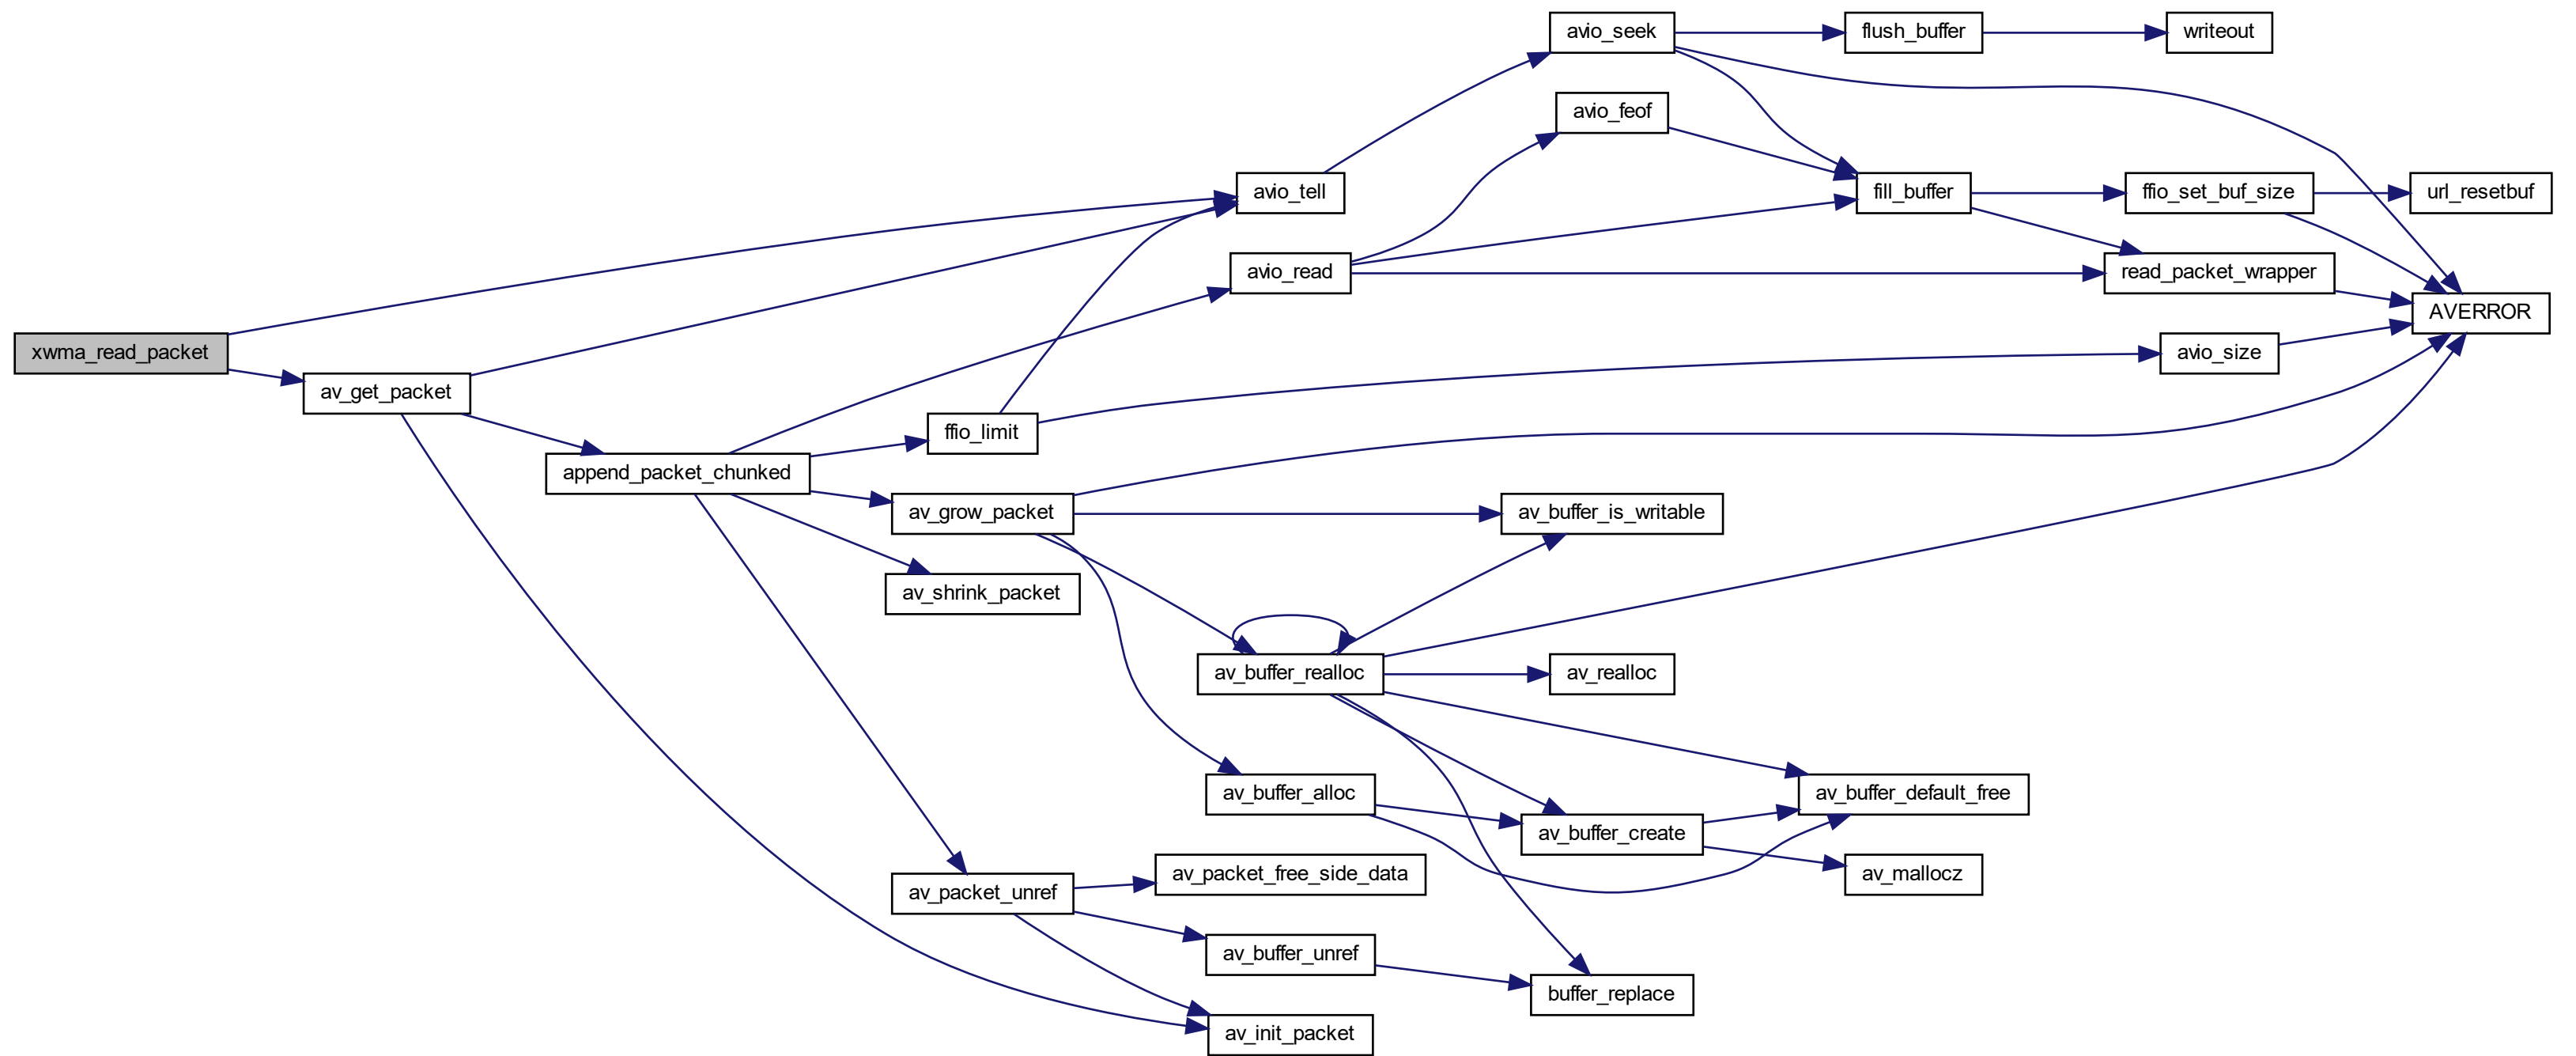 avio_seek
flush_buffer
writeout
avio_feof
avio_tell
fill_buffer
ffio_set_buf_size
url_resetbuf
avio_read
read_packet_wrapper
AVERROR
xwma_read_packet
avio_size
av_get_packet
ffio_limit
append_packet_chunked
av_grow_packet
av_buffer_is_writable
av_shrink_packet
av_buffer_realloc
av_realloc
av_buffer_alloc
av_buffer_default_free
av_buffer_create
av_packet_free_side_data
av_mallocz
av_packet_unref
av_buffer_unref
buffer_replace
av_init_packet